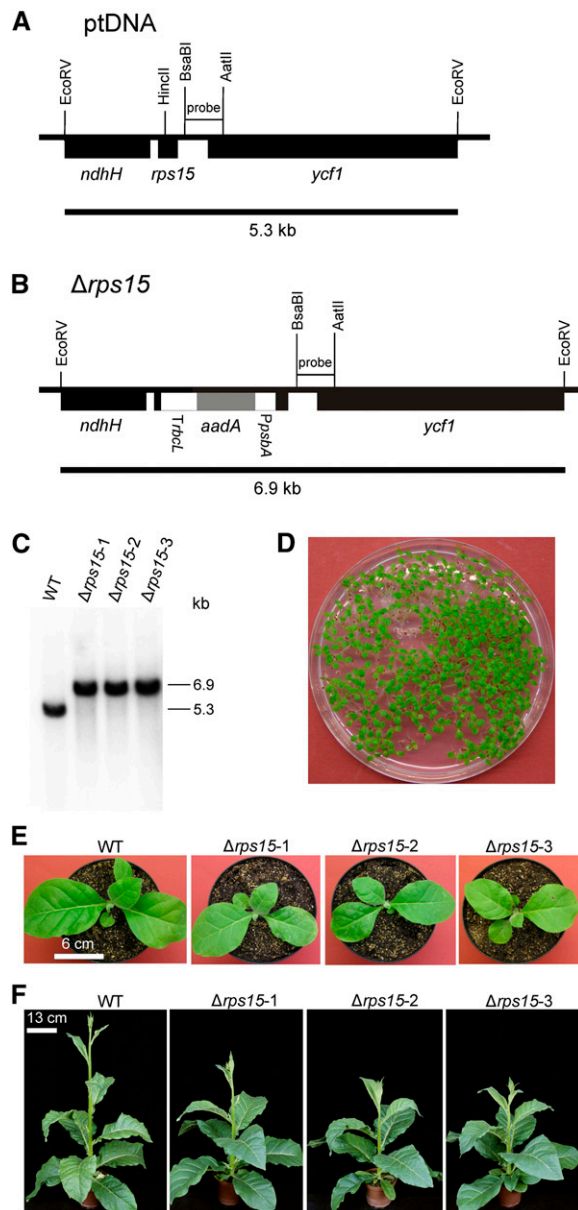 A
ptDNA
EcoRV
HincII
BsaBI
AatII
EcoRV
probe
ndhH rps15 ycf1
5.3 kb
B Δrps15
EcoRV
BsaBI
AatII
EcoRV
probe
ndhH TrbcL aadA PpsbA ycf1
6.9 kb
C
WT
Δrps15-1
Δrps15-2
Δrps15-3
kb
6.9
5.3
D
E WT Δrps15-1 Δrps15-2 Δrps15-3
6 cm
F WT Δrps15-1 Δrps15-2 Δrps15-3
13 cm